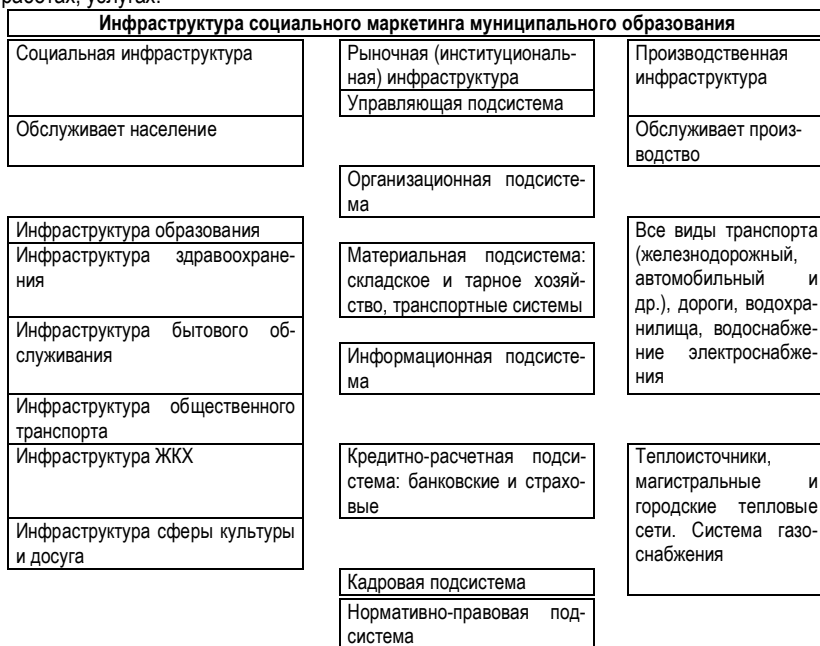 работах, услугах.
Инфраструктура социального маркетинга муниципального образования
Социальная инфраструктура
Обслуживает население
Инфраструктура образования
Инфраструктура здравоохране-
ния
Инфраструктура бытового об-
служивания
Инфраструктура общественного
транспорта
Инфраструктура ЖКХ
Инфраструктура сферы культуры
и досуга
Рыночная (институциональ-
ная) инфраструктура
Управляющая подсистема
Организационная подсисте-
ма
Материальная подсистема:
складское и тарное хозяй-
ство, транспортные системы
Информационная подсисте-
ма
Кредитно-расчетная подси-
стема: банковские и страхо-
вые
Кадровая подсистема
Нормативно-правовая под-
система
Производственная
инфраструктура
Обслуживает произ-
водство
Все виды транспорта
(железнодорожный,
автомобильный и
др.), дороги, водохра-
нилища, водоснабже-
ние электроснабже-
ния
Теплоисточники,
магистральные и
городские тепловые
сети. Система газо-
снабжения